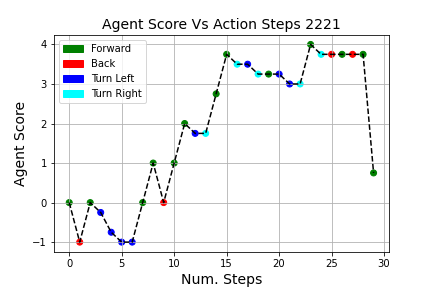 Agent Score Vs Action Steps 2221
Agent Score
4
3
2
1
0
−1
Forward
Back
Turn Left
Turn Right
0 5 10 15 20 25 30
Num. Steps